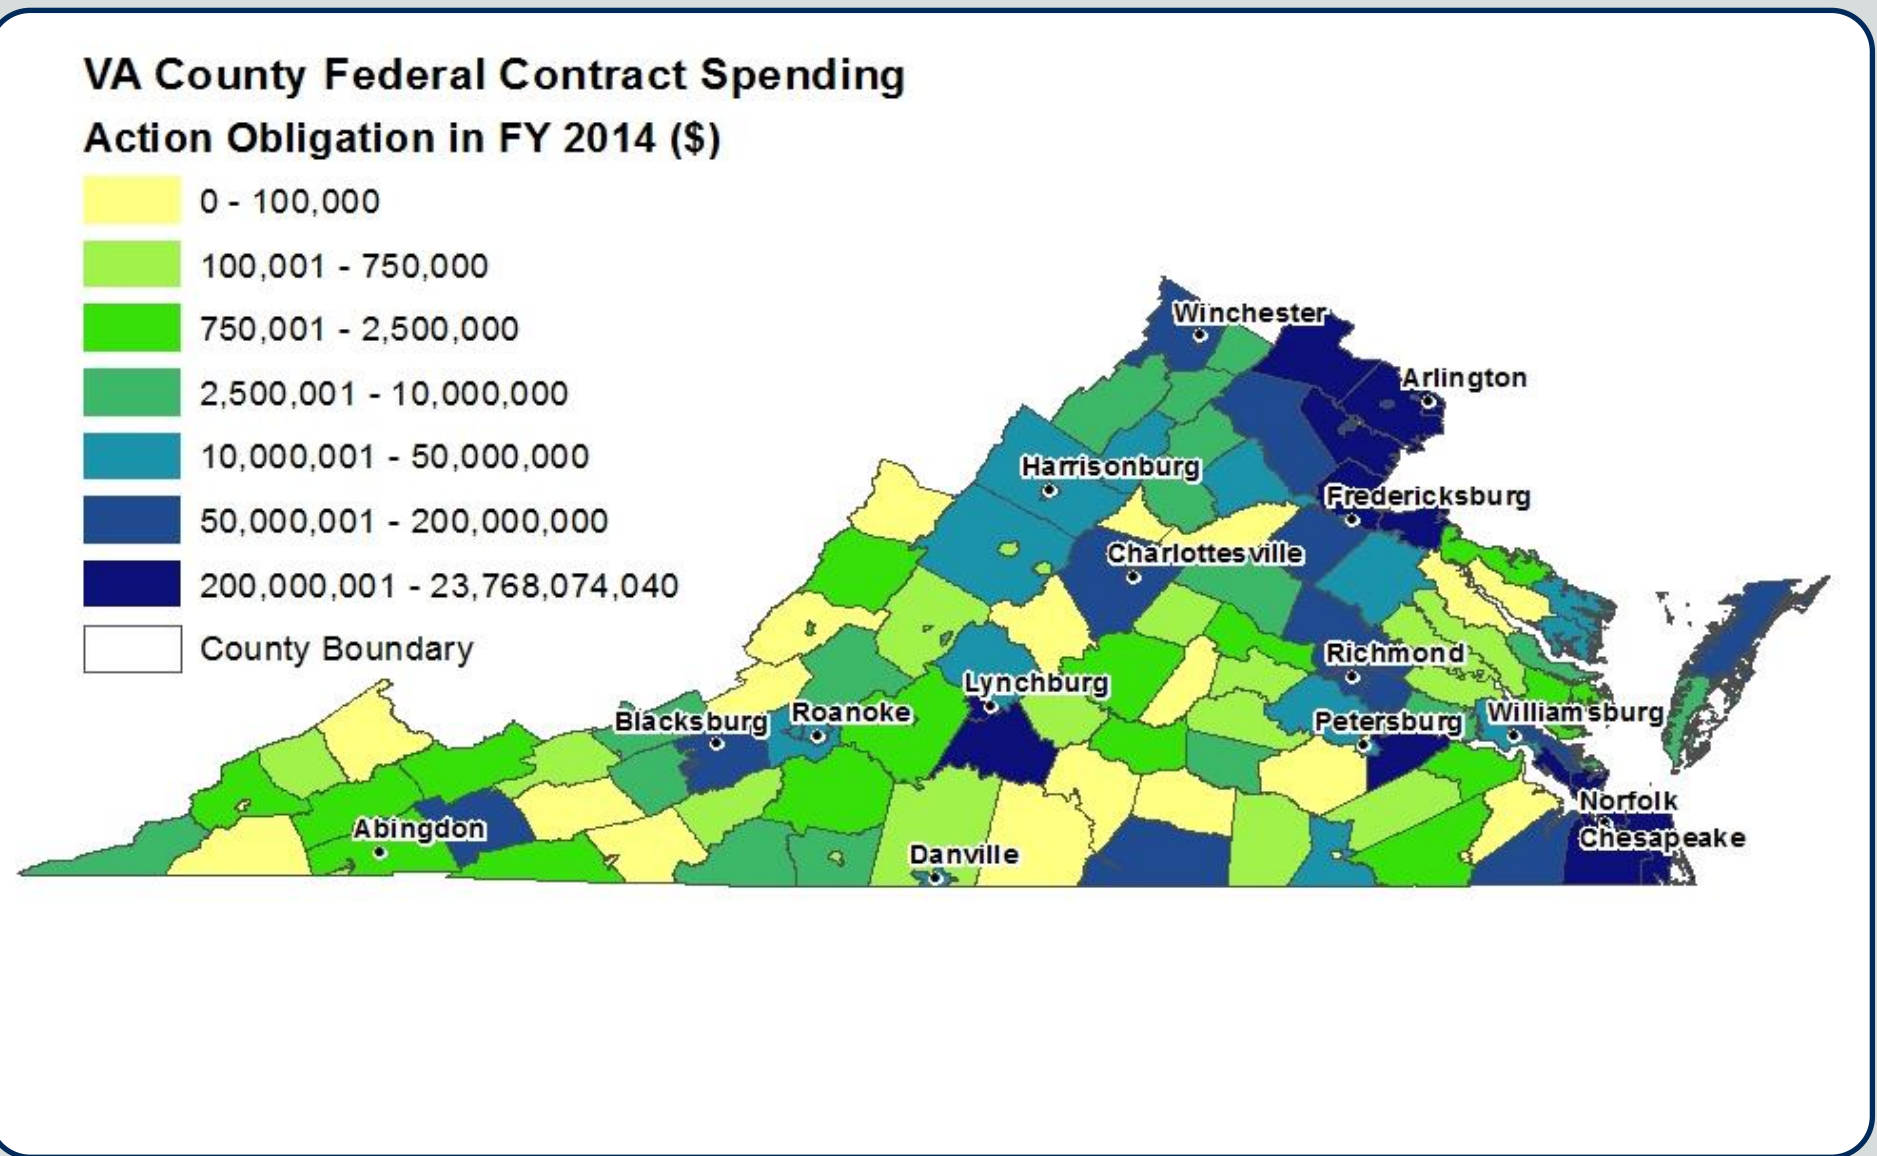 VA County Federal Contract Spending
Action Obligation in FY 2014 ($)
0 - 100,000
100,001 - 750,000
750,001 - 2,500,000
2,500,001 - 10,000,000
10,000,001 - 50,000,000
50,000,001 - 200,000,000
200,000,001 - 23,768,074,040
County Boundary
Winchester
Arlington
Harrisonburg
Fredericksburg
Charlottesville
Richmond
Lynchburg
Blacksburg
Roanoke
Petersburg
Williamsburg
Norfolk
Abingdon
Chesapeake
Danville